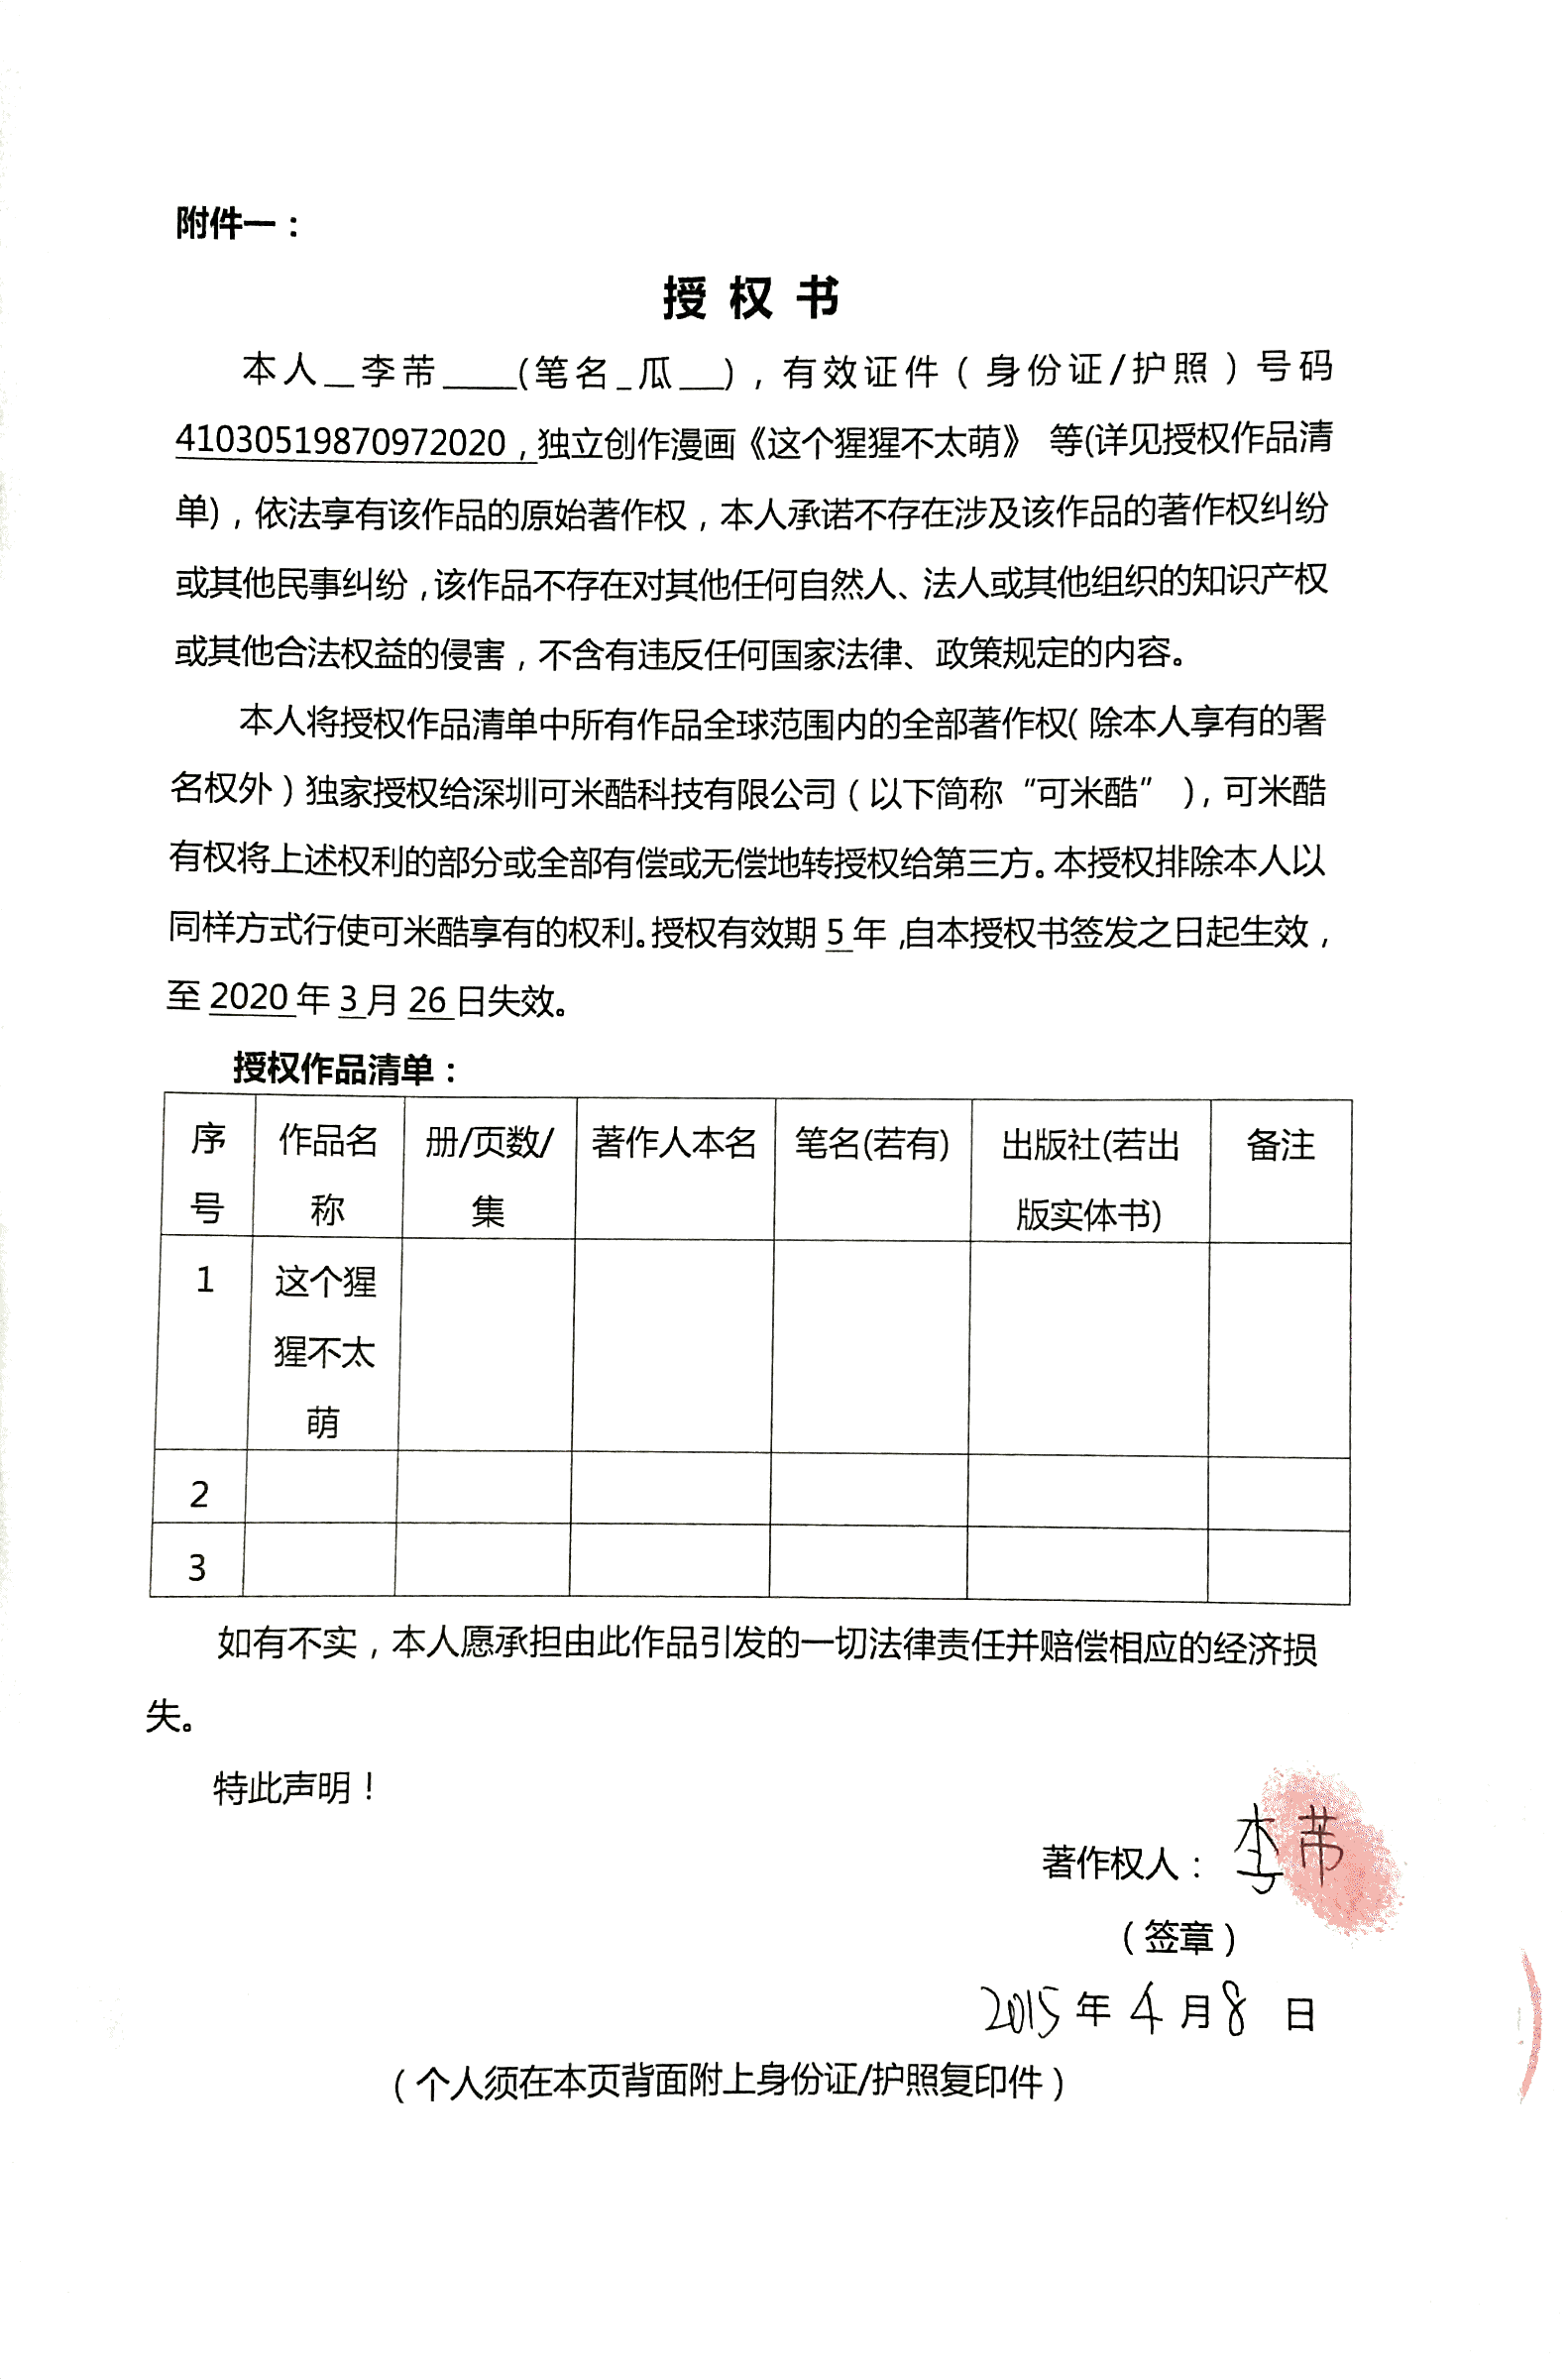 附件一：
授 权 书
本人__李芾____(笔名_瓜__)，有效证件（身份证/护照）号码
41030519870972020，独立创作漫画《这个猩猩不太萌》 等(详见授权作品清
单)，依法享有该作品的原始著作权，本人承诺不存在涉及该作品的著作权纠纷
或其他民事纠纷，该作品不存在对其他任何自然人、法人或其他组织的知识产权
或其他合法权益的侵害，不含有违反任何国家法律、政策规定的内容。
本人将授权作品清单中所有作品全球范围内的全部著作权（除本人享有的署
名权外）独家授权给深圳可米酷科技有限公司（以下简称“可米酷”），可米酷
有权将上述权利的部分或全部有偿或无偿地转授权给第三方。本授权排除本人以
同样方式行使可米酷享有的权利。授权有效期 5 年，自本授权书签发之日起生效，
至 2020 年 3 月 26 日失效。
授权作品清单：
序 作品名 册/页数/ 著作人本名 笔名(若有) 出版社(若出 备注
号 称 集 版实体书)
1 这个猩
猩不太
萌
2
3
如有不实，本人愿承担由此作品引发的一切法律责任并赔偿相应的经济损
失。
特此声明！
著作权人： 李芾
（签章）
2015 年 4 月 8 日
（个人须在本页背面附上身份证/护照复印件）